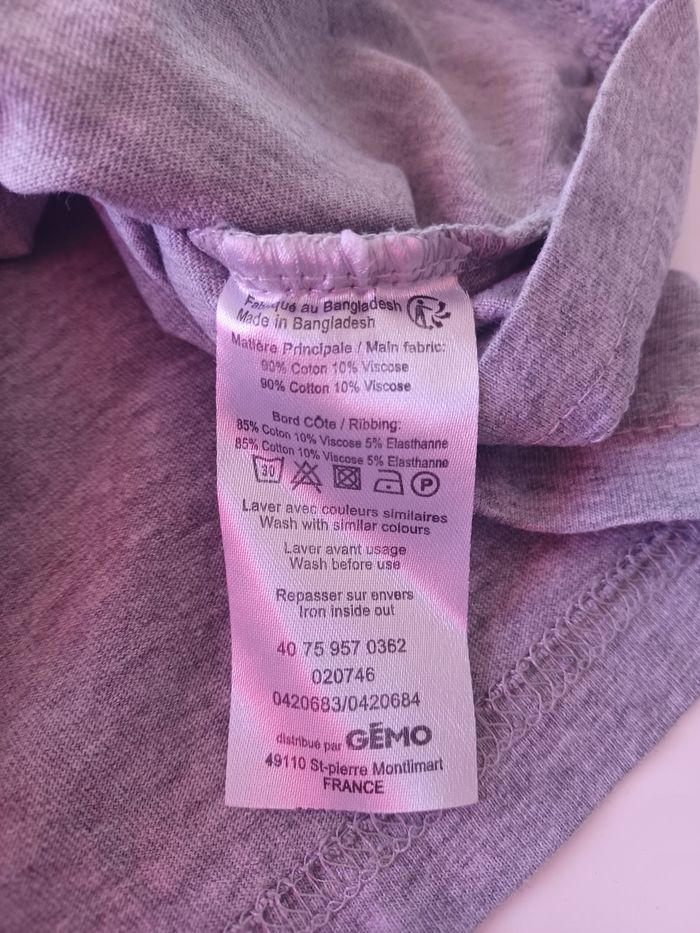 Fabriqué au Bangladesh
Made in Bangladesh
Matière Principale / Main fabric:
90% Coton 10% Viscose
90% Cotton 10% Viscose
Bord CÔte / Ribbing:
85% Coton 10% Viscose 5% Elasthanne
85% Cotton 10% Viscose 5% Elasthanne
30 P
Laver avec couleurs similaires
Wash with similar colours
Laver avant usage
Wash before use
Repasser sur envers
Iron inside out
40 75 957 0362
020746
0420683/0420684
distribué par GÉMO
49110 St-pierre Montlimart
FRANCE